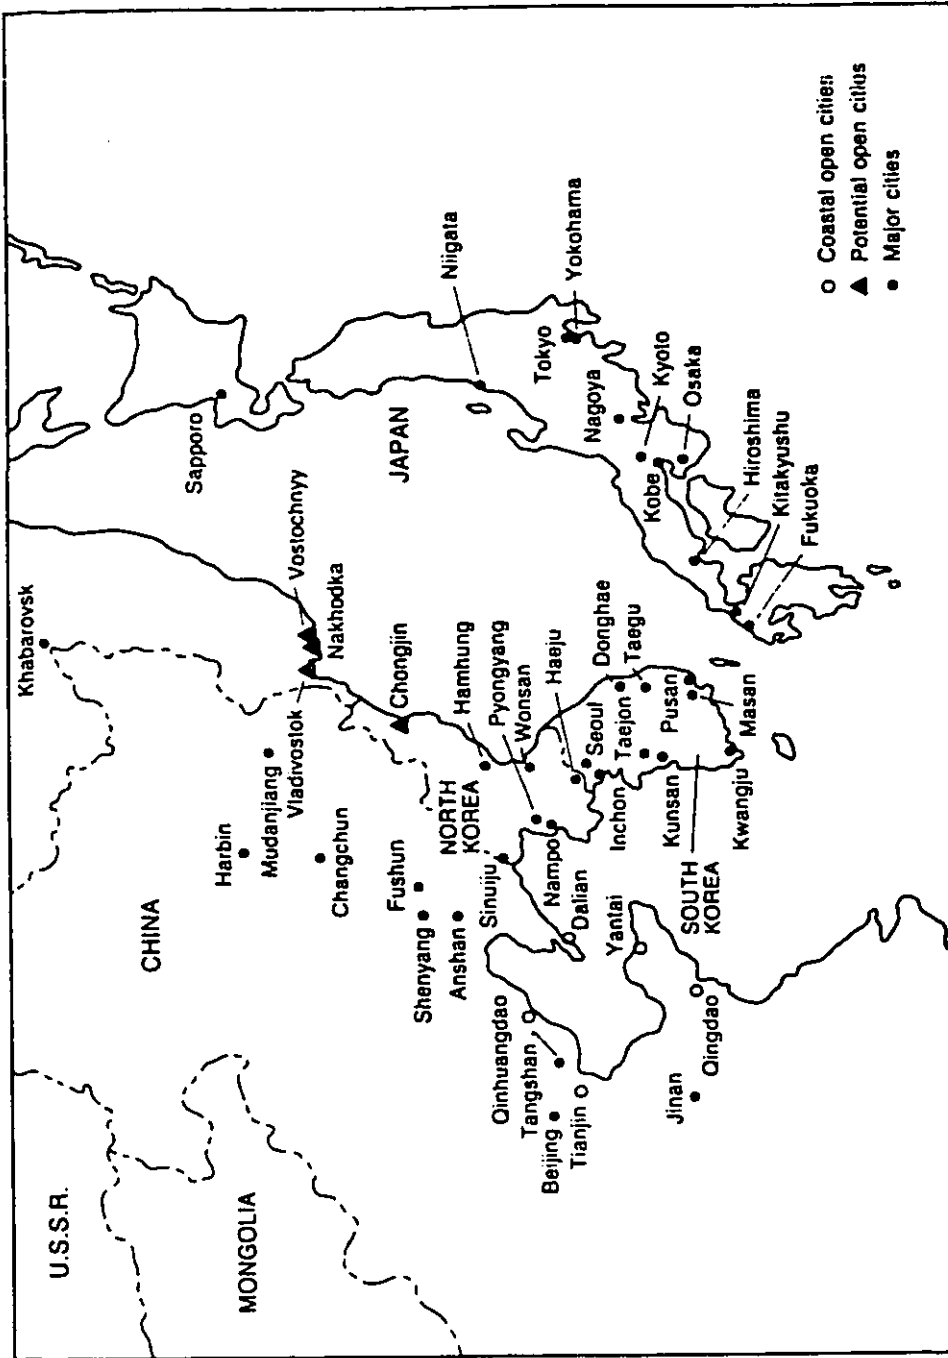 U.S.S.R.
MONGOLIA
CHINA
Khabarovsk
Harbin
Mudanjiang
Vladivostok
Vostochnyy
Nakhodka
Changchun
Sapporo
Fushun
Shenyang
Anshan
Chongjin
JAPAN
NORTH
KOREA
Hamhung
Pyongyang
Wonsan
Haeju
Sinuiju
Nampo
Niigata
Qinhuangdao
Tangshan
Beijing
Tianjin
Dalian
Yantai
Inchon
Seoul
Donghae
Taejon
Taegu
Kunsan
Pusan
Masan
Kwangju
SOUTH
KOREA
Jinan
Qingdao
Tokyo
Yokohama
Nagoya
Kyoto
Kobe
Osaka
Hiroshima
Kitakyushu
Fukuoka
Coastal open cities
Potential open citius
Major cities